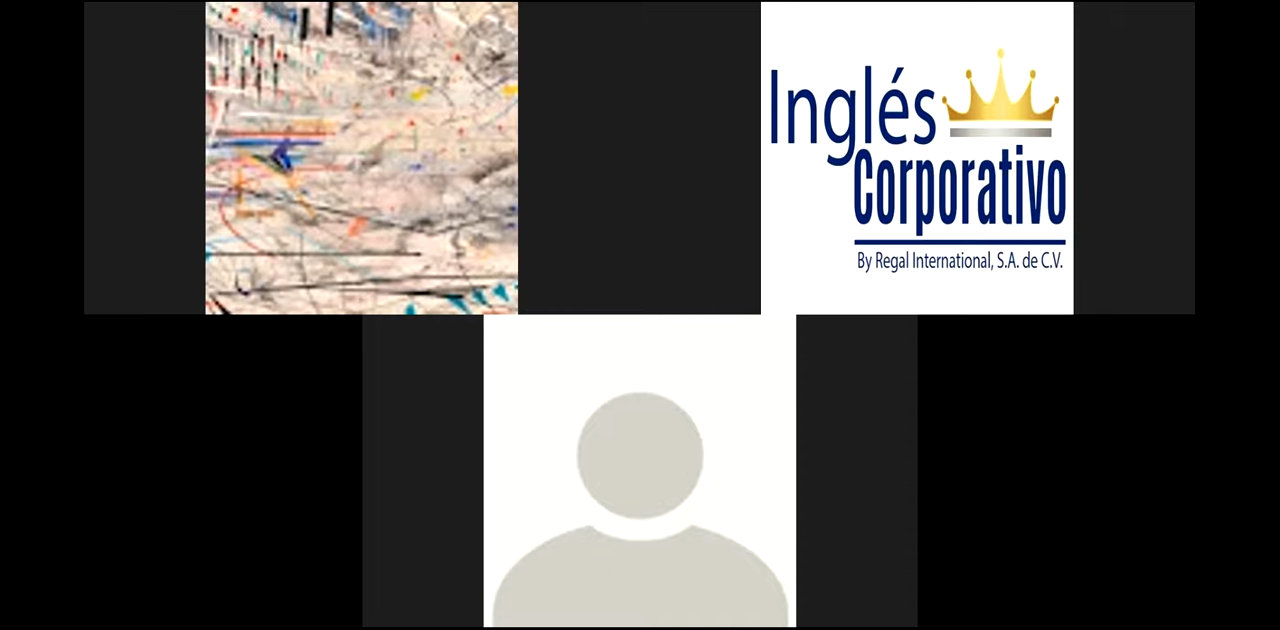 Inglés
Corporativo
By Regal International, S.A. de C.V.